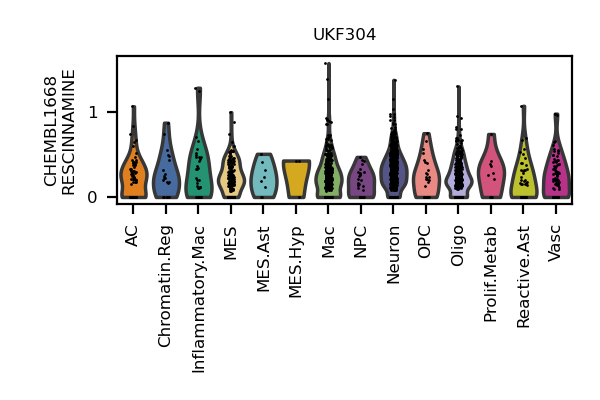 UKF304
CHEMBL1668
RESCINNAMINE
1
0
AC
Chromatin.Reg
Inflammatory.Mac
MES
MES.Ast
MES.Hyp
Mac
NPC
Neuron
OPC
Oligo
Prolif.Metab
Reactive.Ast
Vasc